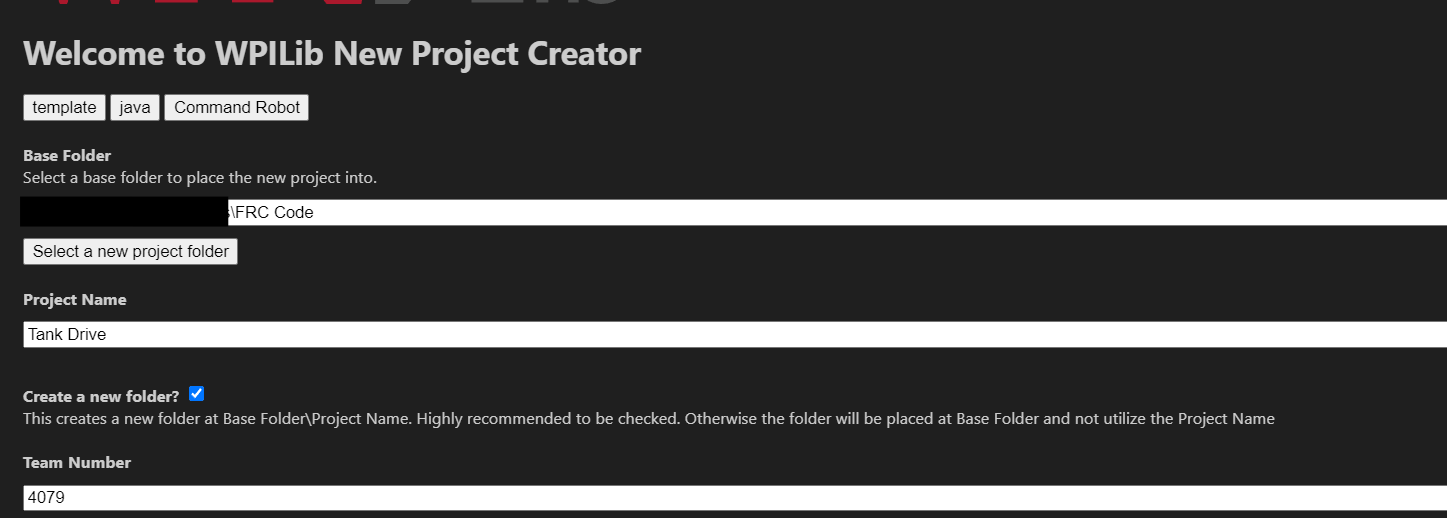 Welcome to WPILib New Project Creator
template java Command Robot
Base Folder
Select a base folder to place the new project into.
\FRC Code
Select a new project folder
Project Name
Tank Drive
Create a new folder?
This creates a new folder at Base Folder\Project Name. Highly recommended to be checked. Otherwise the folder will be placed at Base Folder and not utilize the Project Name
Team Number
4079